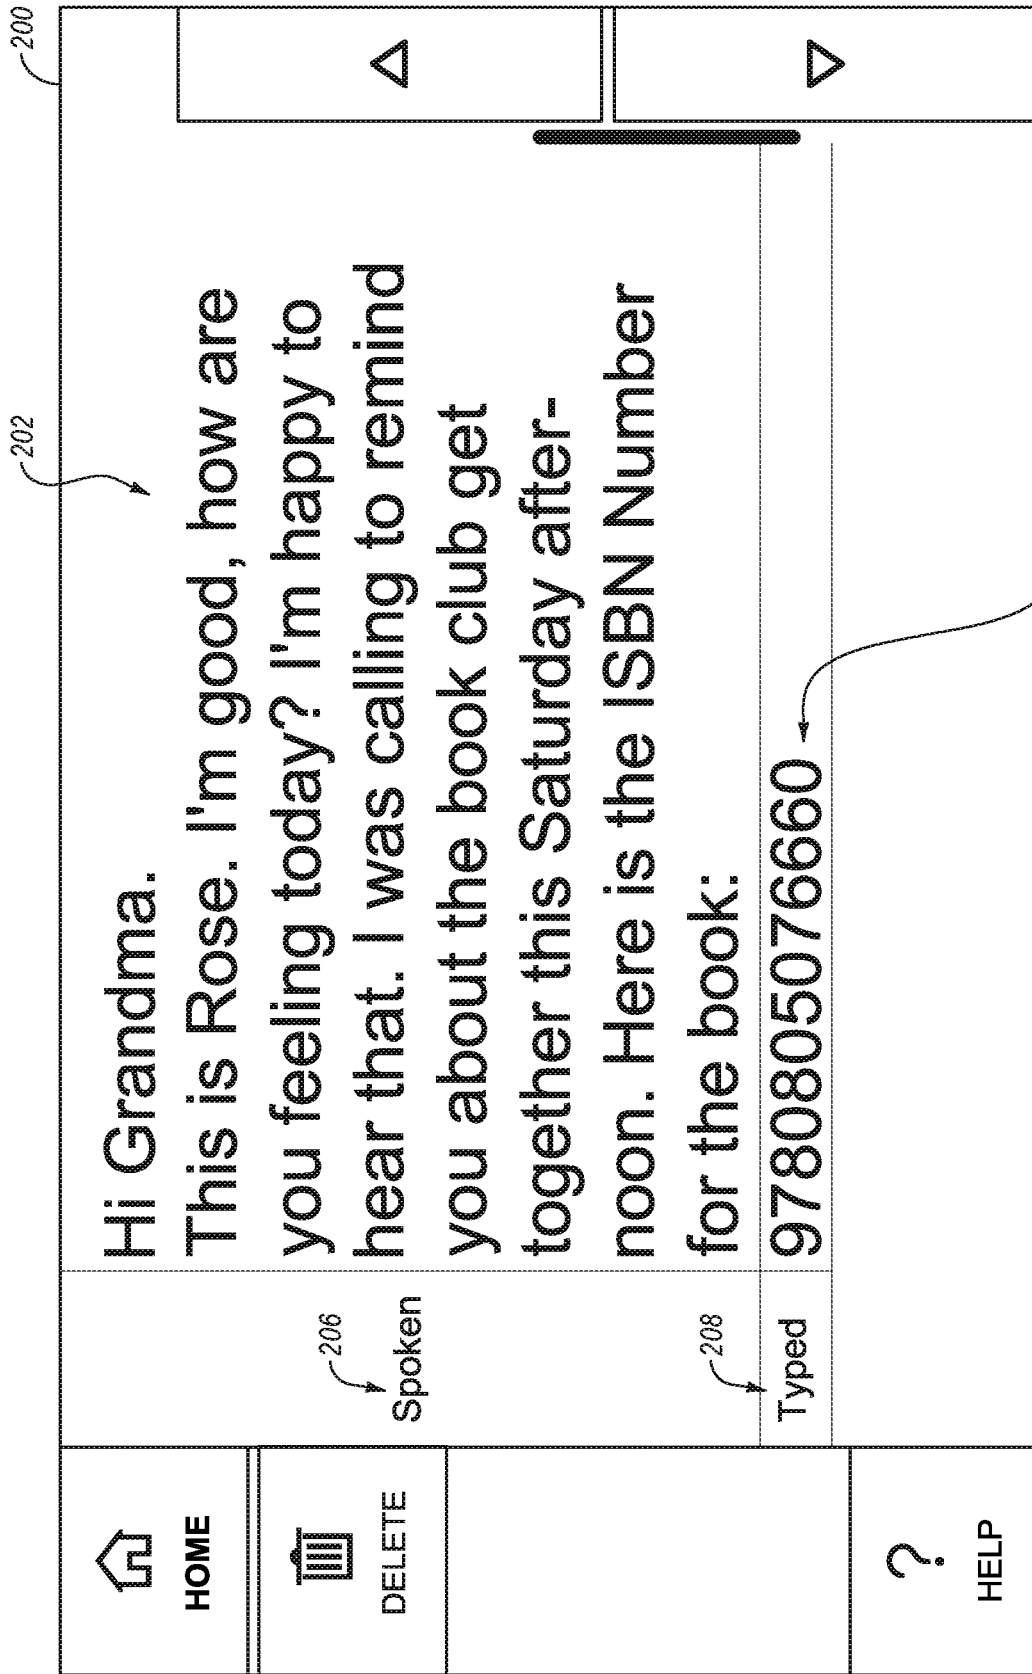 200
202
HOME
DELETE
HELP
206
Spoken
208
Typed
Hi Grandma.
This is Rose. I'm good, how are
you feeling today? I'm happy to
hear that. I was calling to remind
you about the book club get
together this Saturday after-
noon. Here is the ISBN Number
for the book:
9780805076660